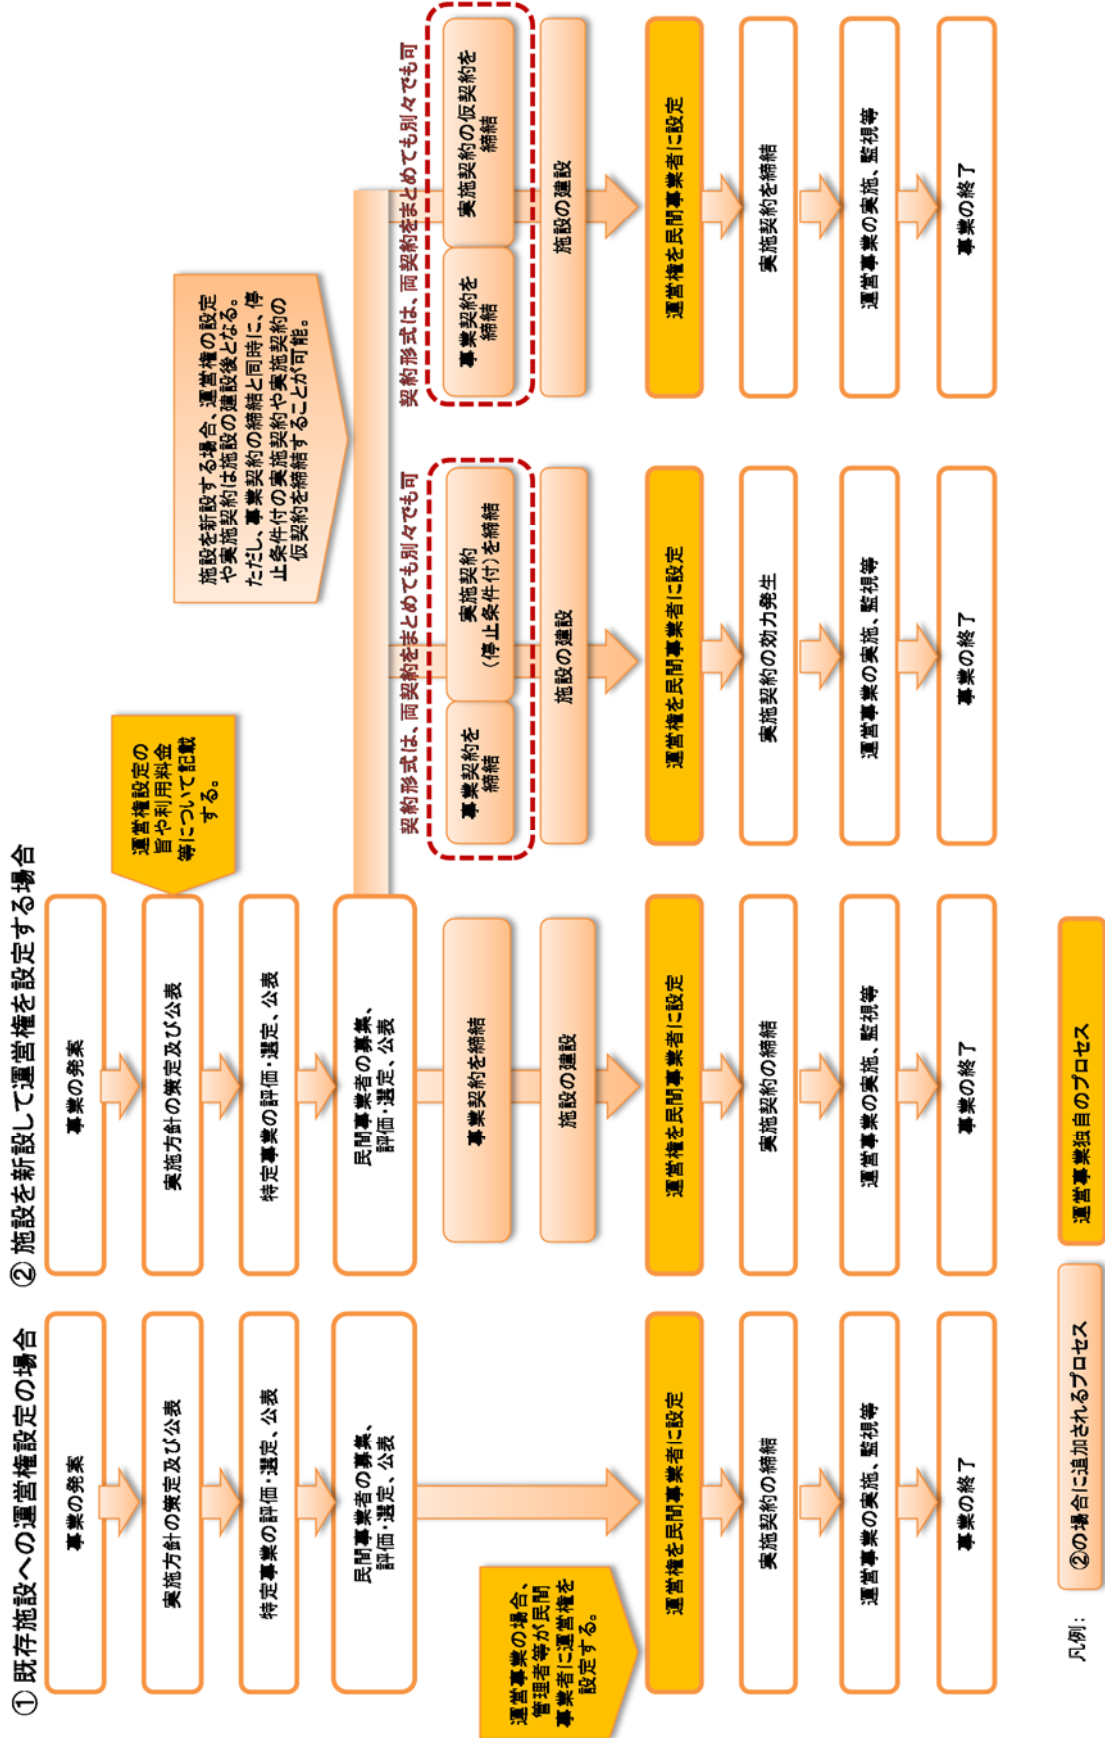 ① 既存施設への運営権設定の場合
事業の発案
実施方針の策定及び公表
特定事業の評価・選定、公表
民間事業者の募集、
評価・選定、公表
運営事業の場合、
管理者等が民間
事業者に運営権を
設定する。
運営権を民間事業者に設定
実施契約の締結
運営事業の実施、監視等
事業の終了
② 施設を新設して運営権を設定する場合
事業の発案
実施方針の策定及び公表
運営権設定の
旨や利用料金
等について記載
する。
特定事業の評価・選定、公表
民間事業者の募集、
評価・選定、公表
事業契約を締結
施設の建設
運営権を民間事業者に設定
実施契約の締結
運営事業の実施、監視等
事業の終了
施設を新設する場合、運営権の設定
や実施契約は施設の建設後となる。
ただし、事業契約の締結と同時に、停
止条件付の実施契約や実施契約の
仮契約を締結することが可能。
契約形式は、両契約をまとめても別々でも可
事業契約を
締結
実施契約
(停止条件付)を締結
施設の建設
運営権を民間事業者に設定
実施契約の効力発生
運営事業の実施、監視等
事業の終了
契約形式は、両契約をまとめても別々でも可
事業契約を
締結
実施契約の仮契約を
締結
施設の建設
運営権を民間事業者に設定
実施契約を締結
運営事業の実施、監視等
事業の終了
凡例:
②の場合に追加されるプロセス
運営事業独自のプロセス